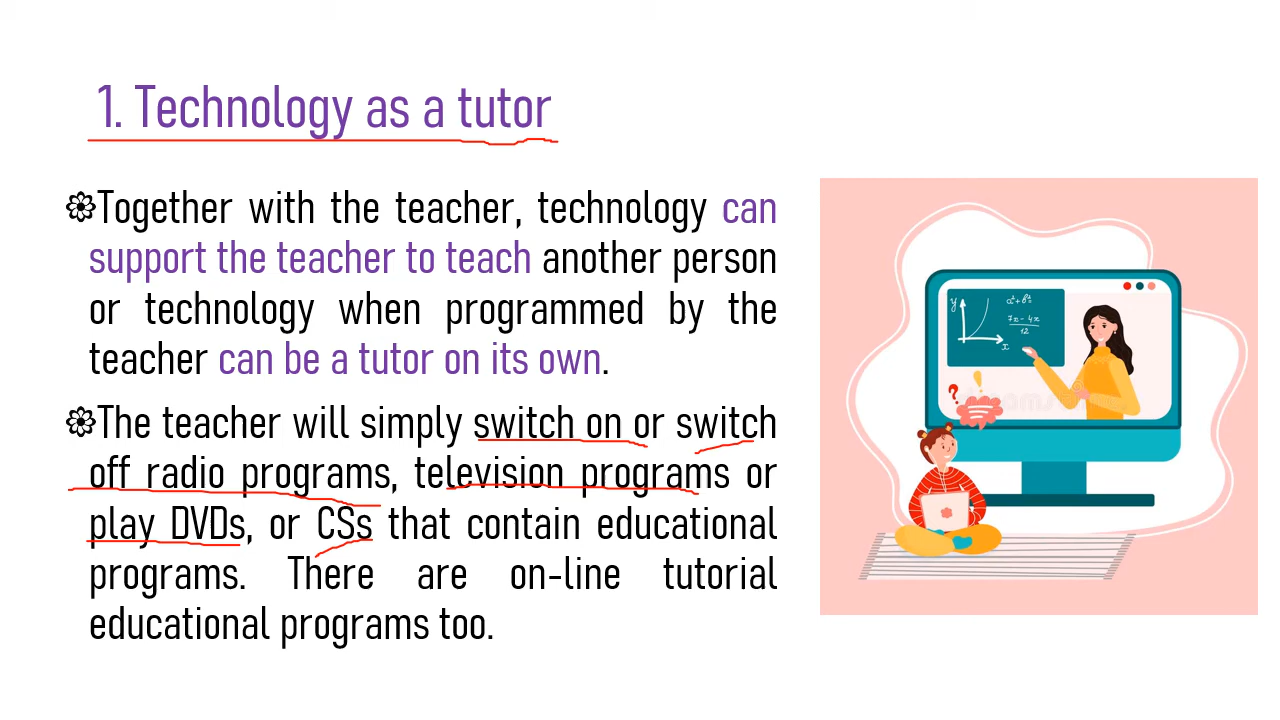 1. Technology as a tutor
Together with the teacher, technology can
support the teacher to teach another person
or technology when programmed by the
teacher can be a tutor on its own.
The teacher will simply switch on or switch
off radio programs, television programs or
play DVDs, or CSs that contain educational
programs. There are on-line tutorial
educational programs too.
y
x
7x - 4x
12
? !